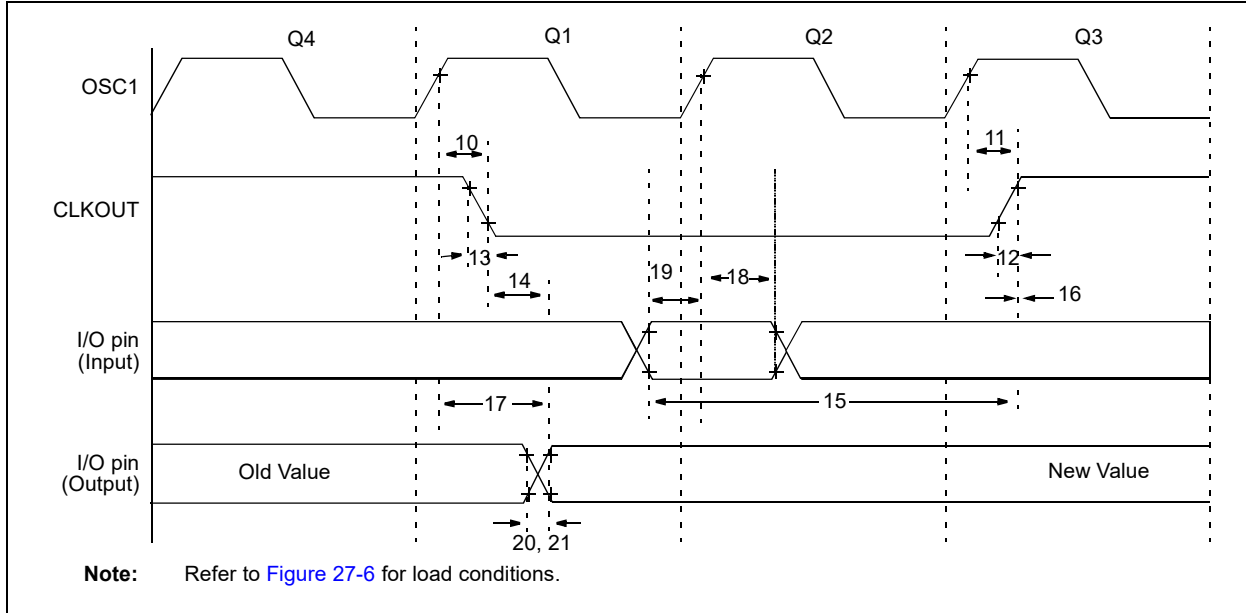 Q4 Q1 Q2 Q3
OSC1
10 11
CLKOUT
13 12
14 19 18 16
I/O pin
(Input)
17 15
I/O pin
(Output)
Old Value New Value
20, 21
Note: Refer to Figure 27-6 for load conditions.